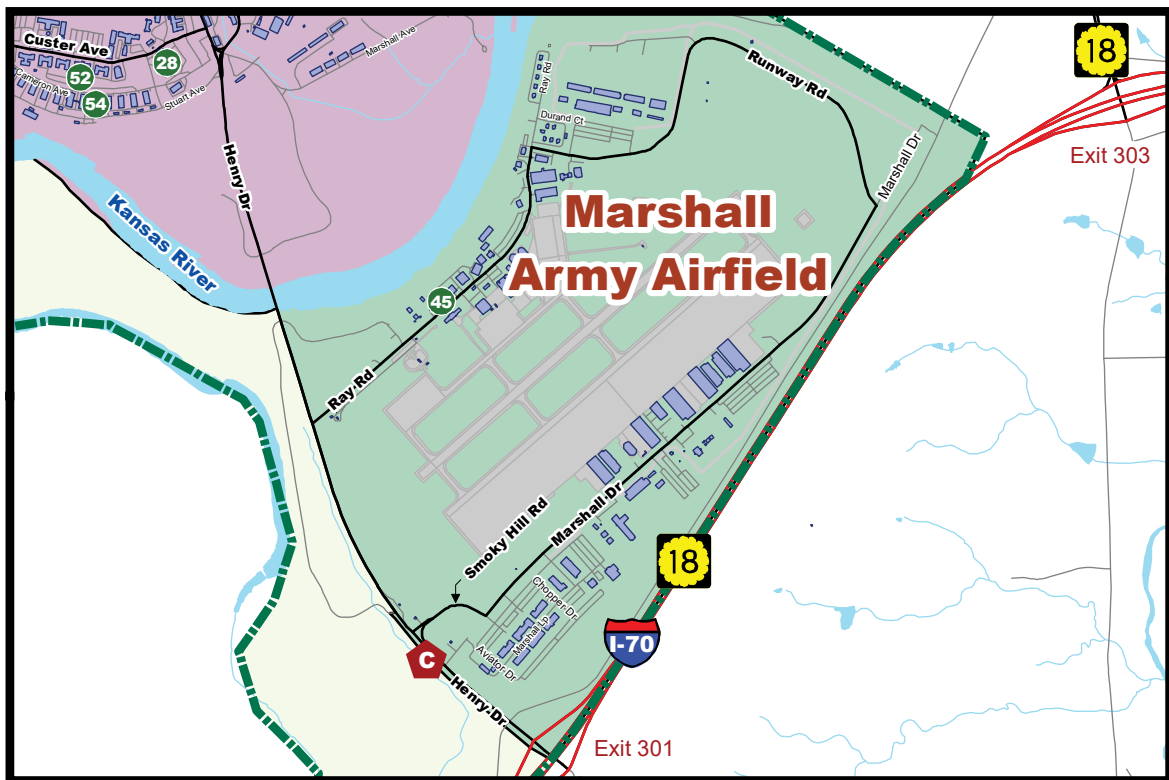 Custer Ave
28
52
Cameron Ave
54
Stuart Ave
Marshall Ave
Henry Dr
Kansas River
Ray Rd
Durand Ct
Runway Rd
18
Exit 303
Marshall Dr
Marshall
Army Airfield
45
Ray Rd
Smoky Hill Rd
Marshall Dr
18
Chopper Dr
Marshall Lp
Aviator Dr
I-70
C
Henry Dr
Exit 301